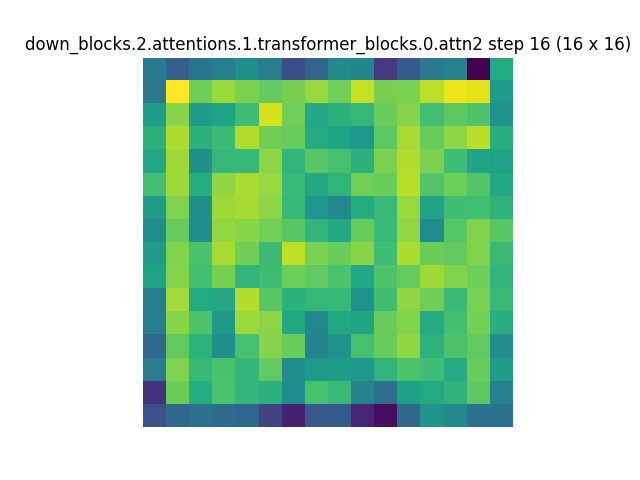 down_blocks.2.attentions.1.transformer_blocks.0.attn2 step 16 (16 x 16)